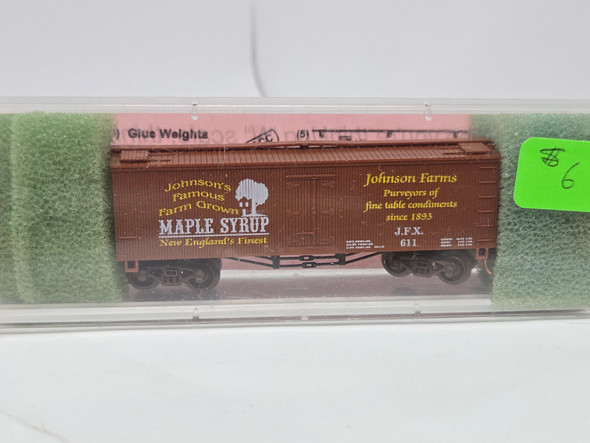 Glue Weights
(5)
Johnson's
Famous
Farm Grown
MAPLE SYRUP
New England's Finest
Johnson Farms
Purveyors of
fine table condiments
since 1893
J.F.X.
611
$6